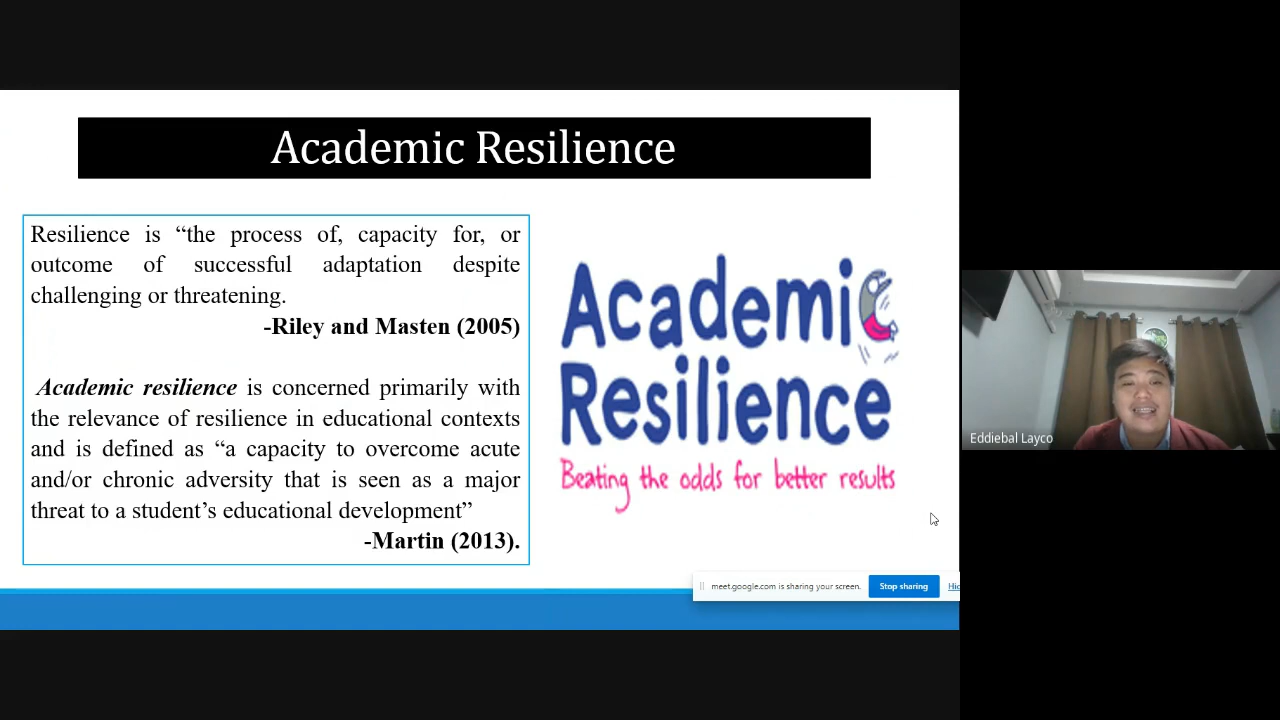 Academic Resilience
Resilience is “the process of, capacity for, or
outcome of successful adaptation despite
challenging or threatening.
-Riley and Masten (2005)
Academic resilience is concerned primarily with
the relevance of resilience in educational contexts
and is defined as “a capacity to overcome acute
and/or chronic adversity that is seen as a major
threat to a student’s educational development”
-Martin (2013).
Academic
Resilience
Beating the odds for better results
meet.google.com is sharing your screen.
Stop sharing
Hid
Eddiebal Layco